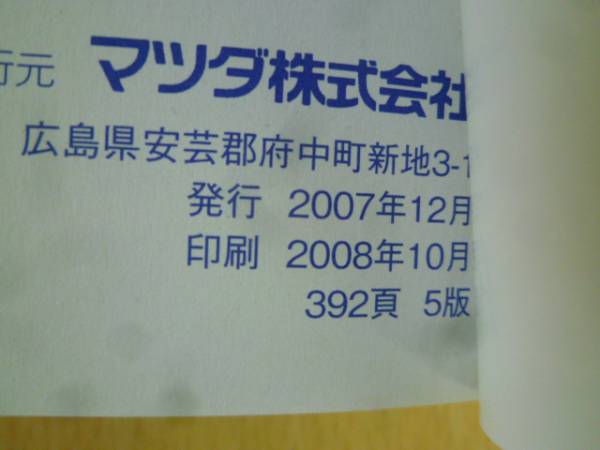 行元 マツダ株式会社
広島県安芸郡府中町新地3-1
発行 2007年12月
印刷 2008年10月
392頁 5版